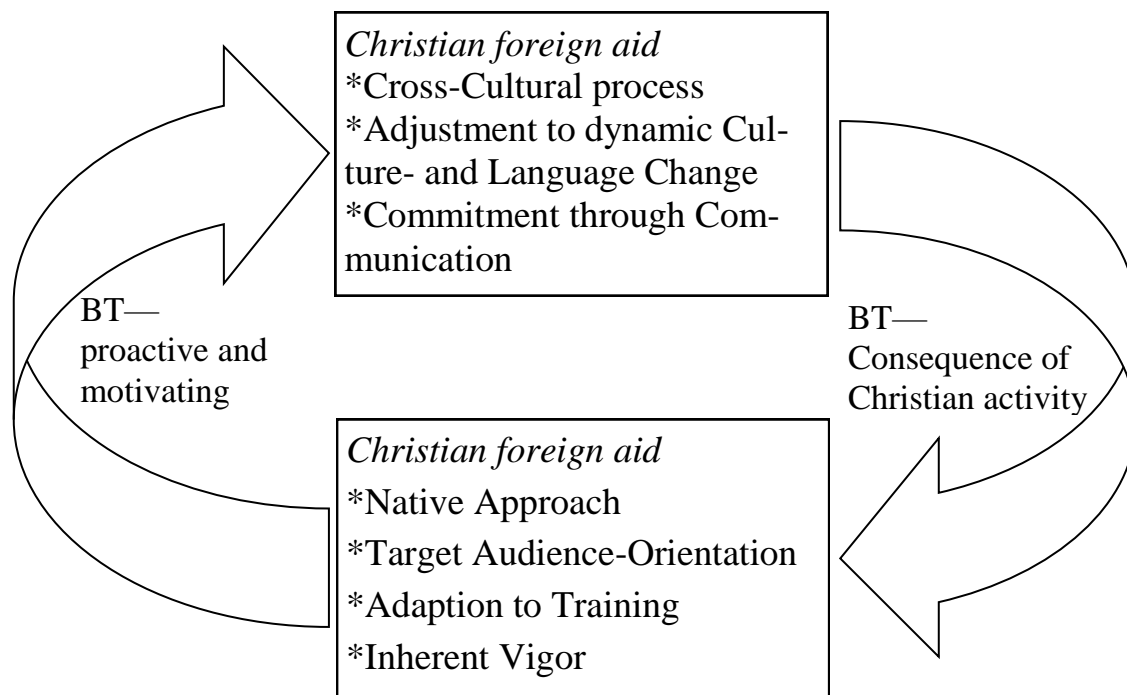 Christian foreign aid
*Cross-Cultural process
*Adjustment to dynamic Cul-
ture- and Language Change
*Commitment through Com-
munication
BT—
proactive and
motivating
BT—
Consequence of
Christian activity
Christian foreign aid
*Native Approach
*Target Audience-Orientation
*Adaption to Training
*Inherent Vigor